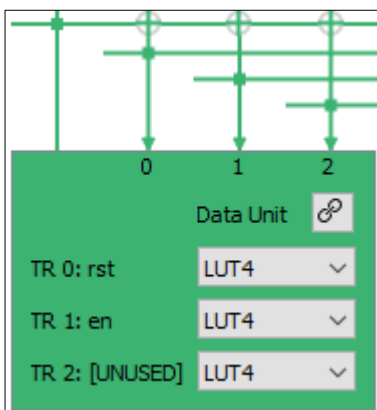 0 1 2
Data Unit
TR 0: rst LUT4
TR 1: en LUT4
TR 2: [UNUSED] LUT4